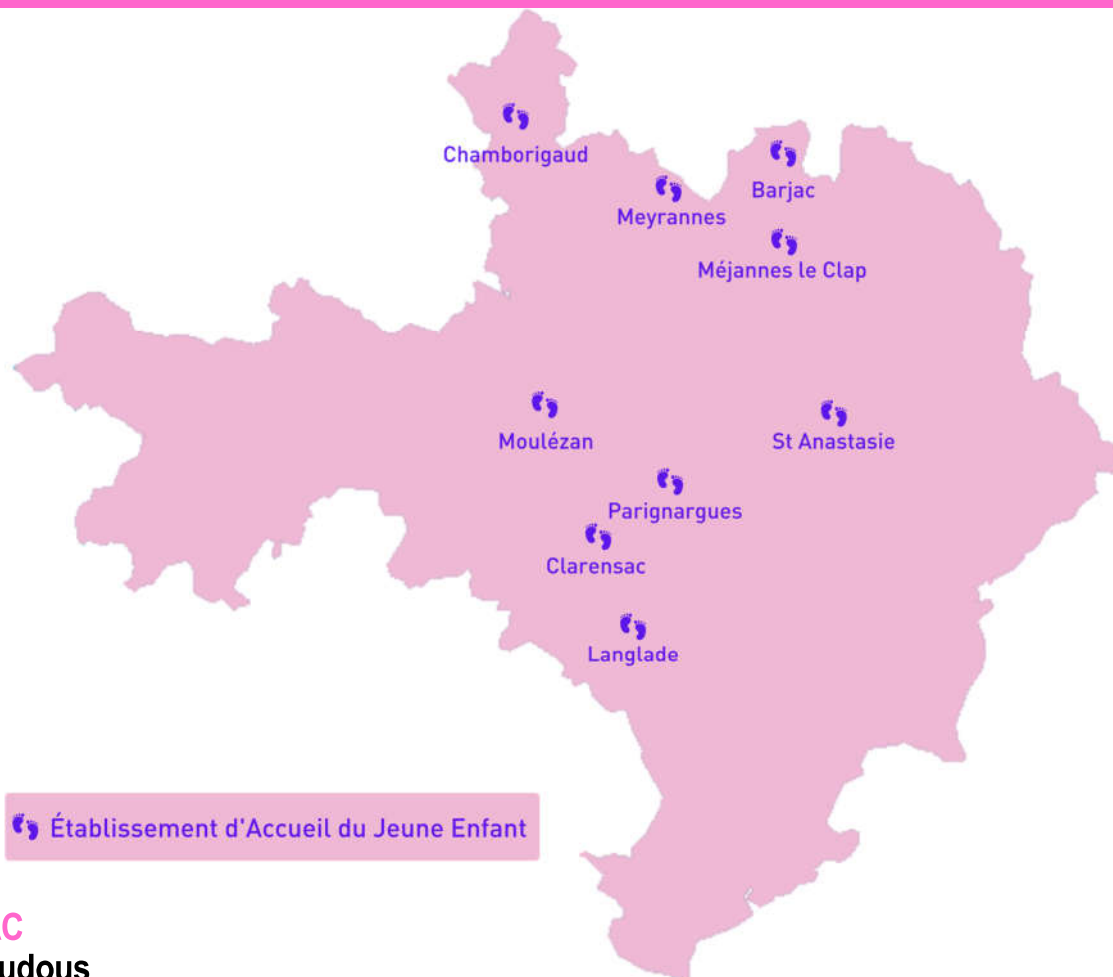 Chamborigaud
Barjac
Meyrannes
Méjannes le Clap
Moulézan
St Anastasie
Parignargues
Clarensac
Langlade
Établissement d'Accueil du Jeune Enfant